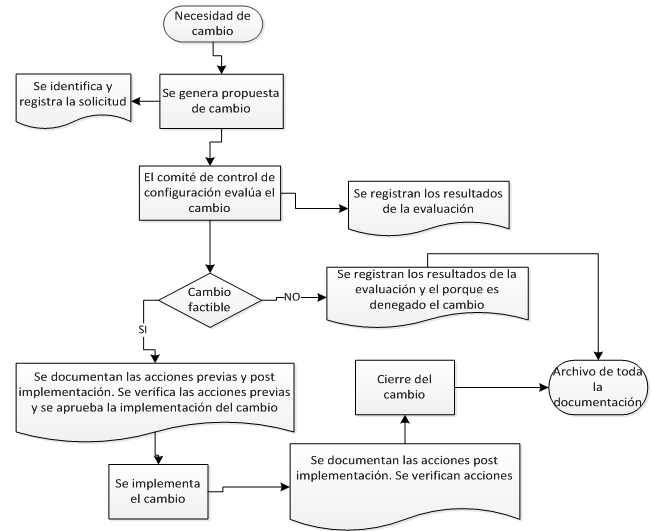 Necesidad de
cambio
Se identifica y
registra la solicitud
Se genera propuesta
de cambio
El comité de control de
configuración evalúa el
cambio
Se registran los resultados
de la evaluación
Cambio
factible
NO
Se registran los resultados de la
evaluación y el porque es
denegado el cambio
SI
Se documentan las acciones previas y post
implementación. Se verifica las acciones previas
y se aprueba la implementación del cambio
Cierre del
cambio
Archivo de toda
la
documentación
Se implementa
el cambio
Se documentan las acciones post
implementación. Se verifican acciones